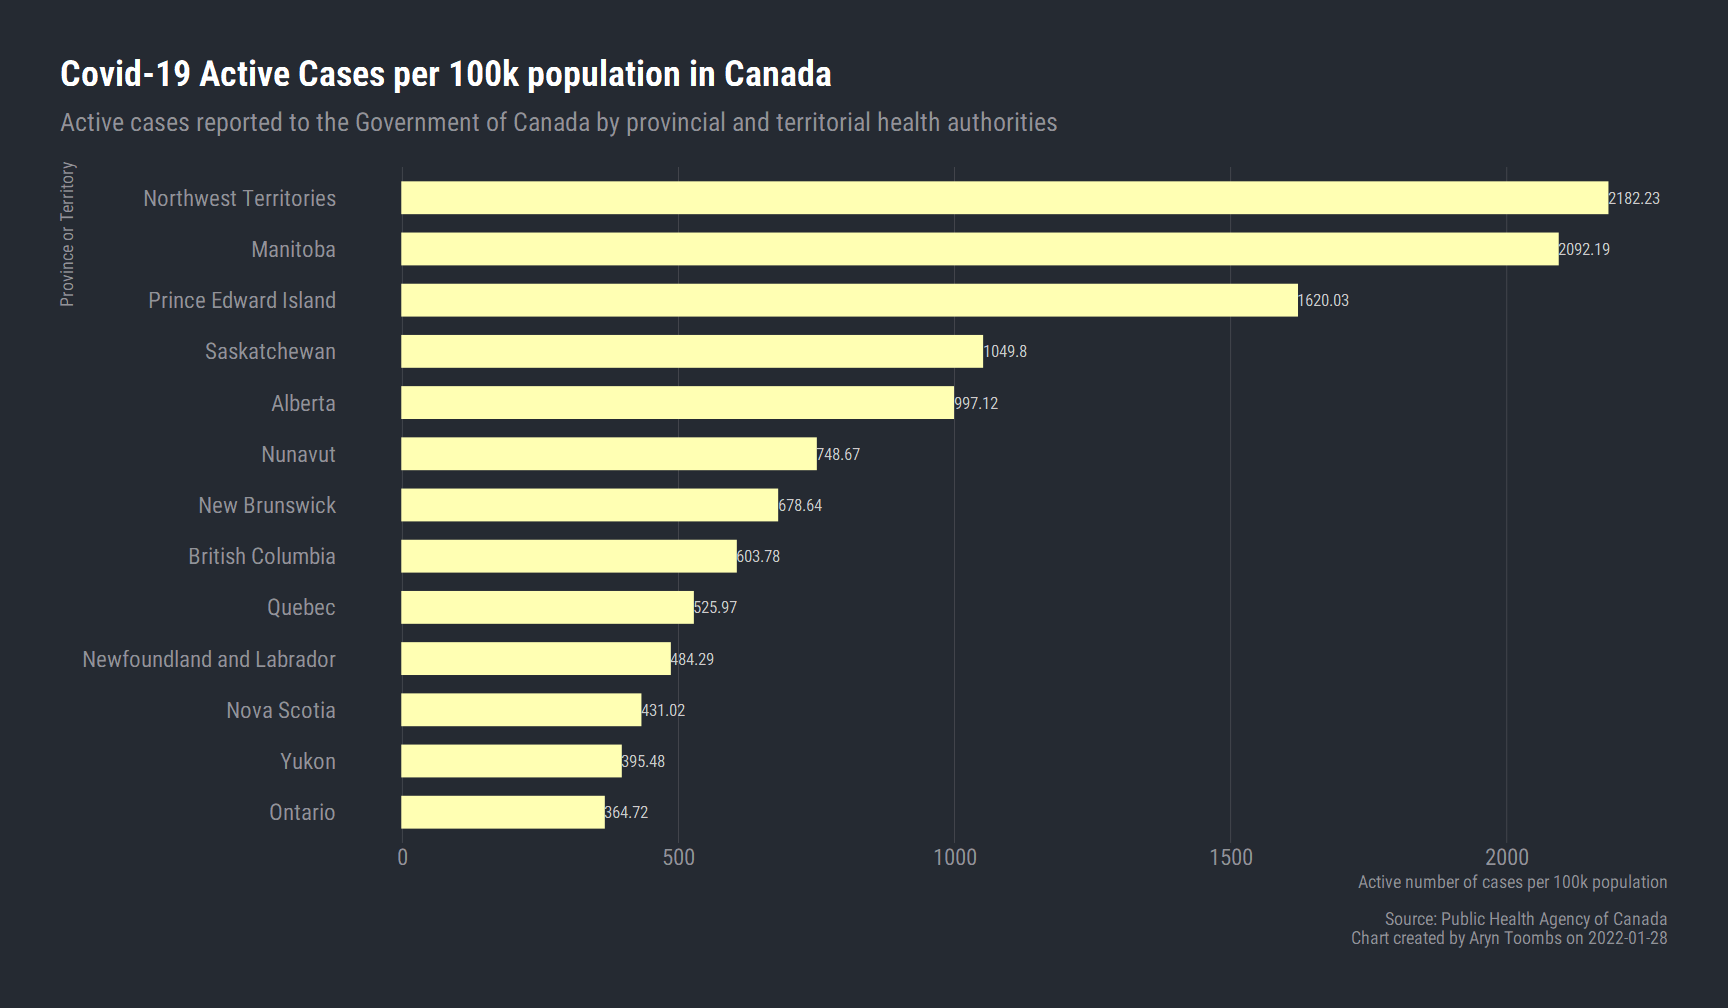 Covid-19 Active Cases per 100k population in Canada
Active cases reported to the Government of Canada by provincial and territorial health authorities
Province or Territory
Northwest Territories 2182.23
Manitoba 2092.19
Prince Edward Island 1620.03
Saskatchewan 1049.8
Alberta 997.12
Nunavut 748.67
New Brunswick 678.64
British Columbia 603.78
Quebec 525.97
Newfoundland and Labrador 484.29
Nova Scotia 431.02
Yukon 395.48
Ontario 364.72
0 500 1000 1500 2000
Active number of cases per 100k population
Source: Public Health Agency of Canada
Chart created by Aryn Toombs on 2022-01-28